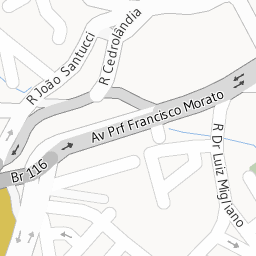 R João Santucci
R Cedrolândia
Av Prf Francisco Morato
Br 116
R Dr Luiz Migliano